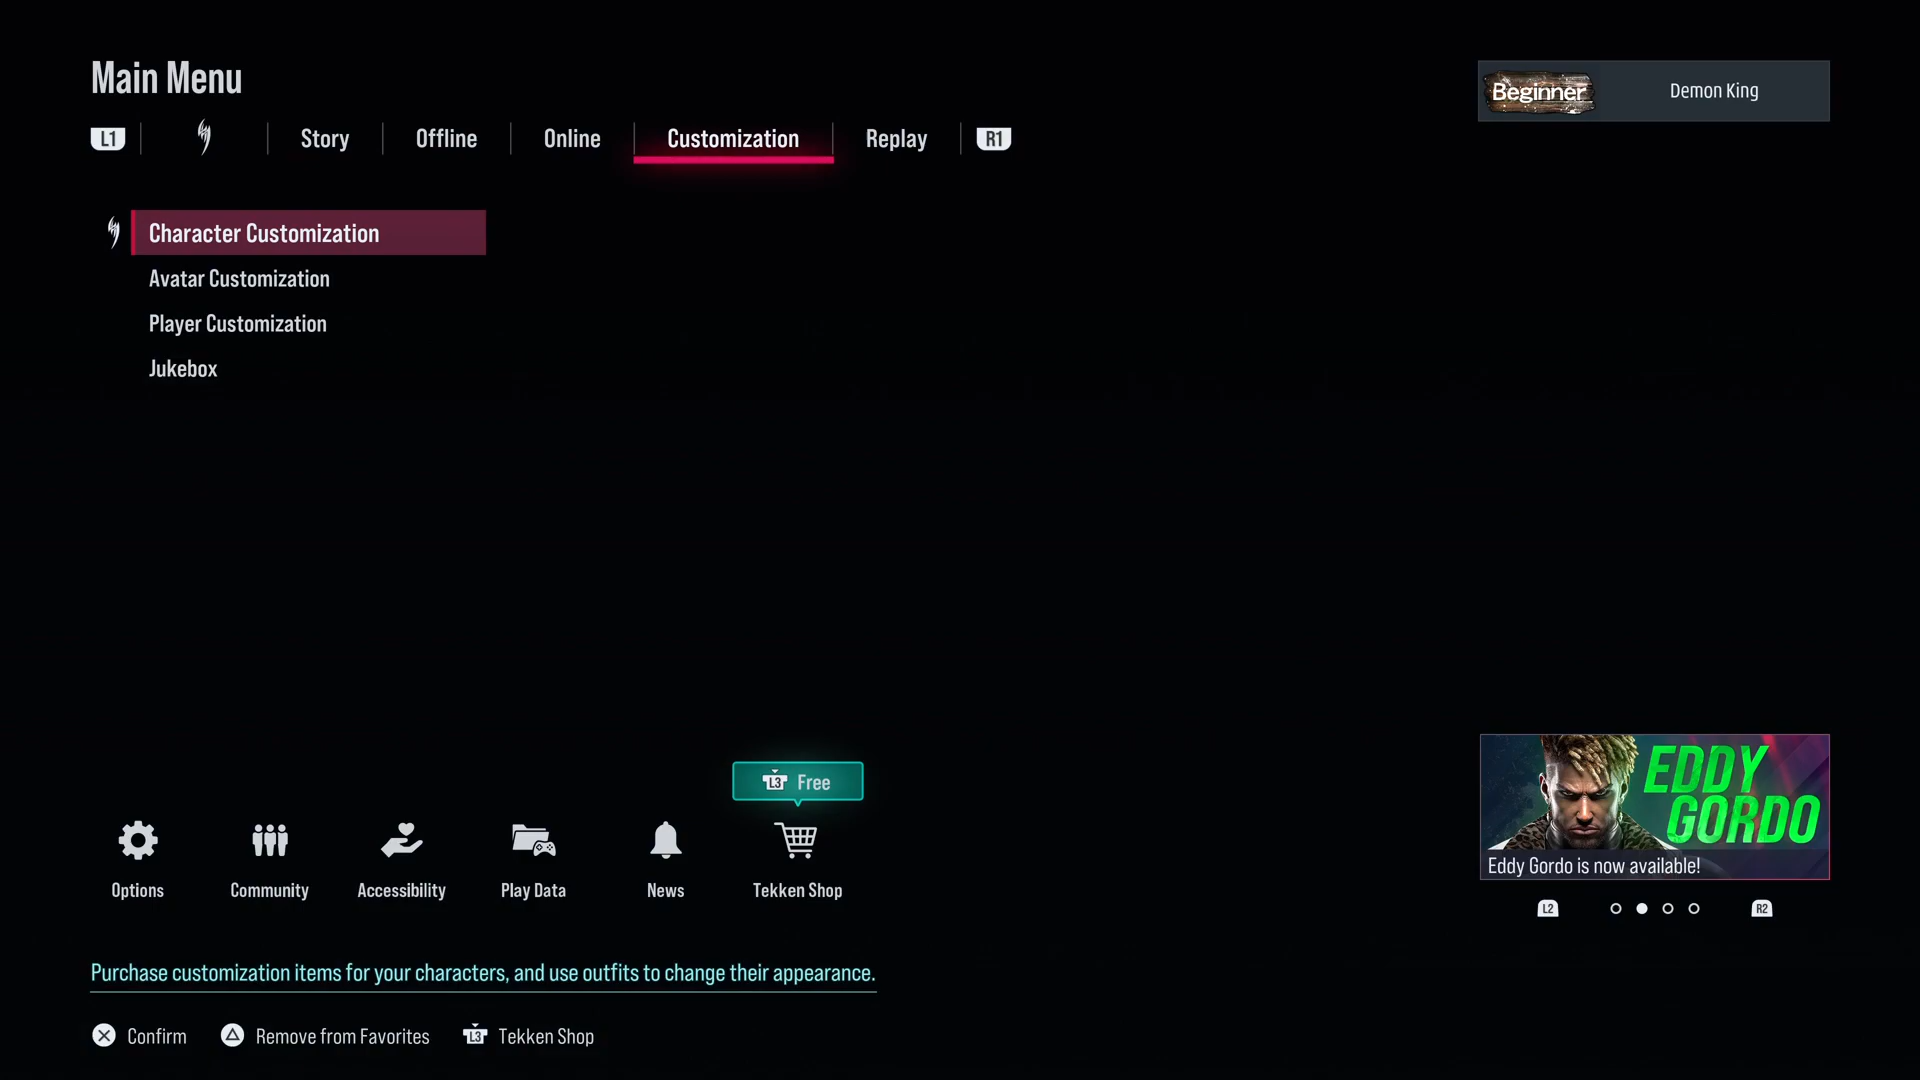 Main Menu
Beginner
Demon King
L1
Story
Offline
Online
Customization
Replay
R1
Character Customization
Avatar Customization
Player Customization
Jukebox
L3 Free
Options
Community
Accessibility
Play Data
News
Tekken Shop
EDDY
GORDO
Eddy Gordo is now available!
L2
R2
Purchase customization items for your characters, and use outfits to change their appearance.
Confirm
Remove from Favorites
L3 Tekken Shop